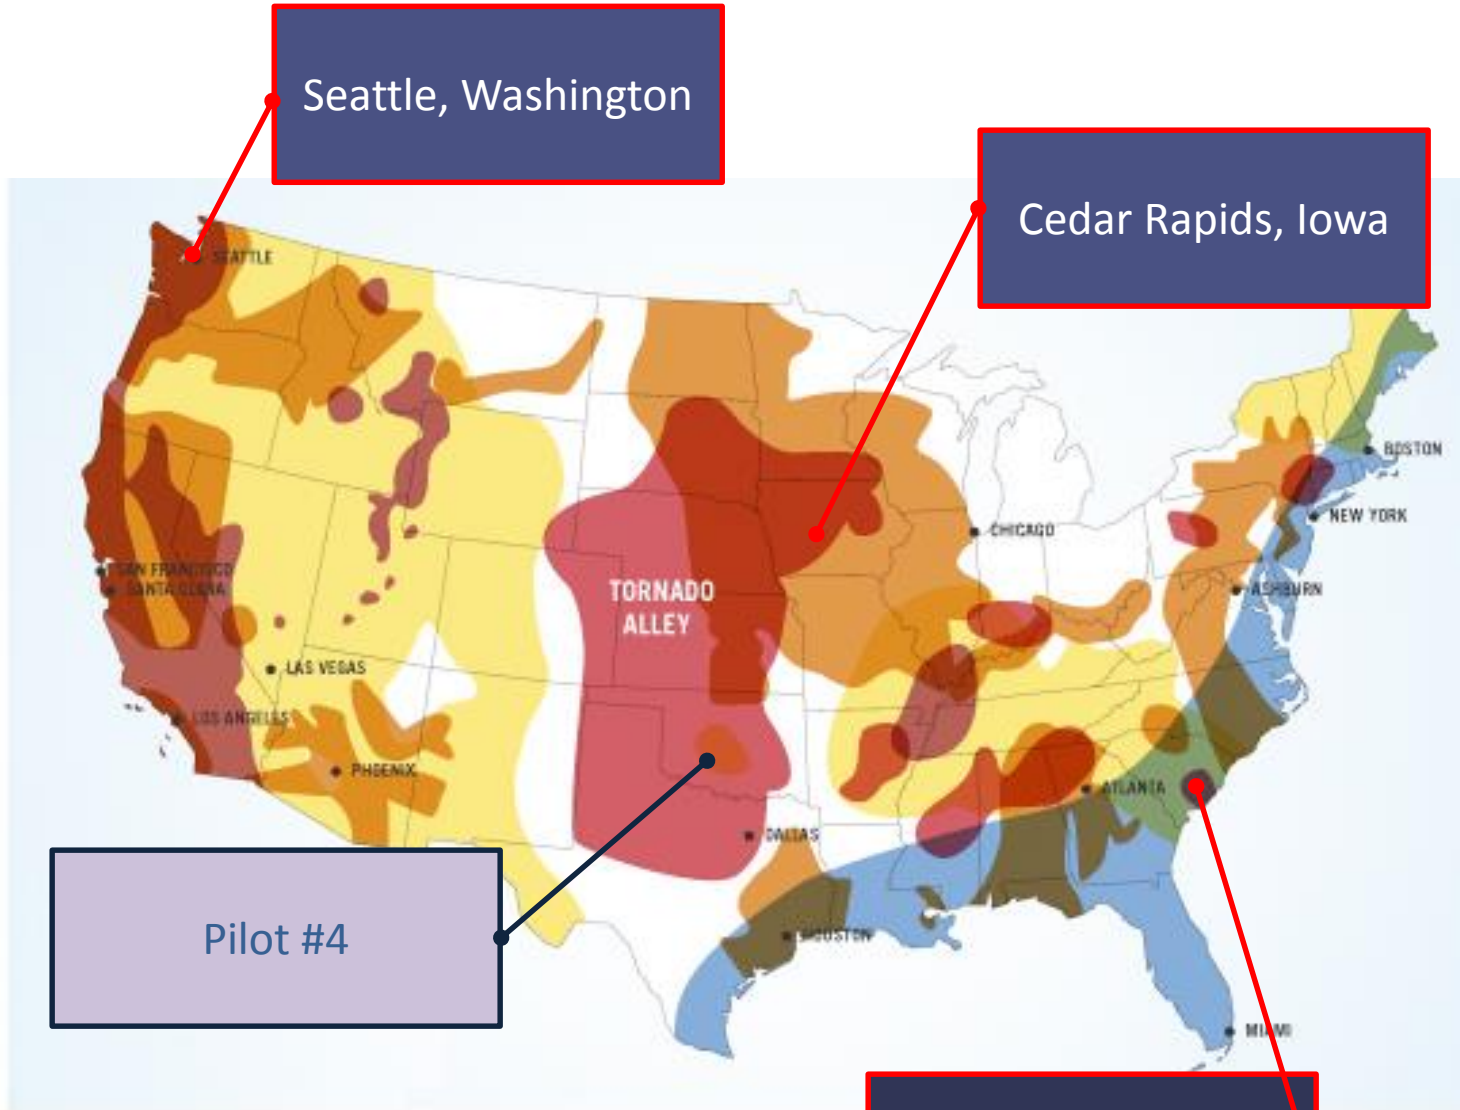 Seattle, Washington
Cedar Rapids, Iowa
SEATTLE
BOSTON
NEW YORK
CHICAGO
SAN FRANCISCO
SANTA CLARA
ASHBURN
TORNADO
ALLEY
LAS VEGAS
LOS ANGELES
PHOENIX
ATLANTA
DALLAS
Pilot #4
HOUSTON
MIAMI